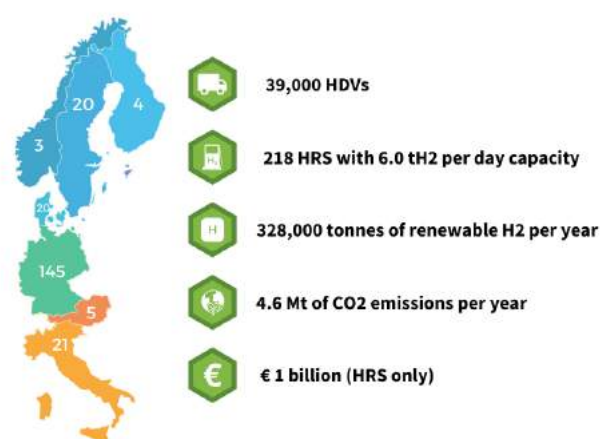 20
4
3
20
145
5
21
39,000 HDVs
H₂
218 HRS with 6.0 tH2 per day capacity
H
328,000 tonnes of renewable H2 per year
4.6 Mt of CO2 emissions per year
€
€ 1 billion (HRS only)